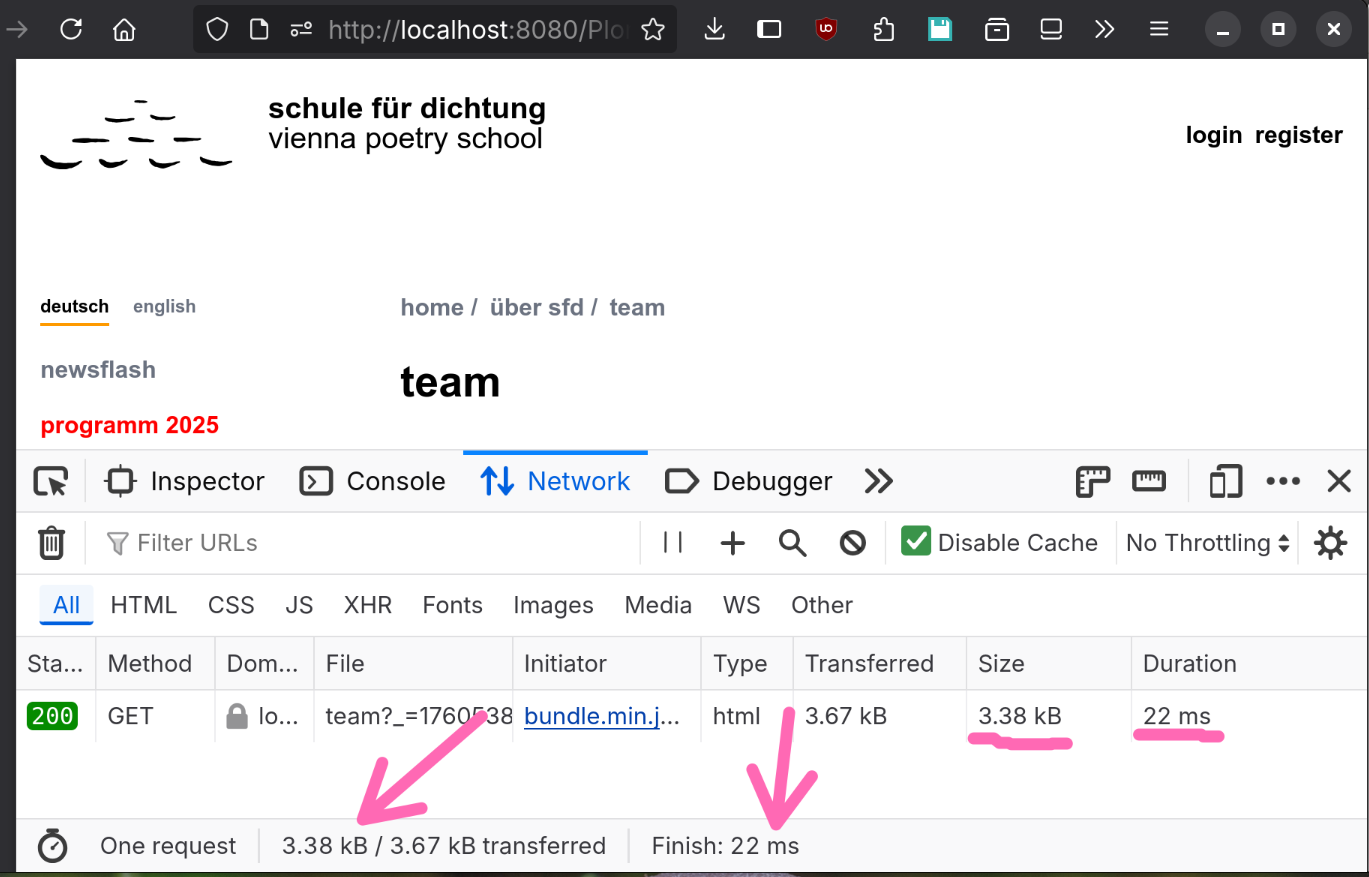 http://localhost:8080/Plo
schule für dichtung
vienna poetry school
login register
deutsch english
home / über sfd / team
newsflash
team
programm 2025
Inspector Console Network Debugger
Filter URLs Disable Cache No Throttling
All HTML CSS JS XHR Fonts Images Media WS Other
Sta... Method Dom... File Initiator Type Transferred Size Duration
200 GET lo... team?_=1760538 bundle.min.j... html 3.67 kB 3.38 kB 22 ms
One request 3.38 kB / 3.67 kB transferred Finish: 22 ms